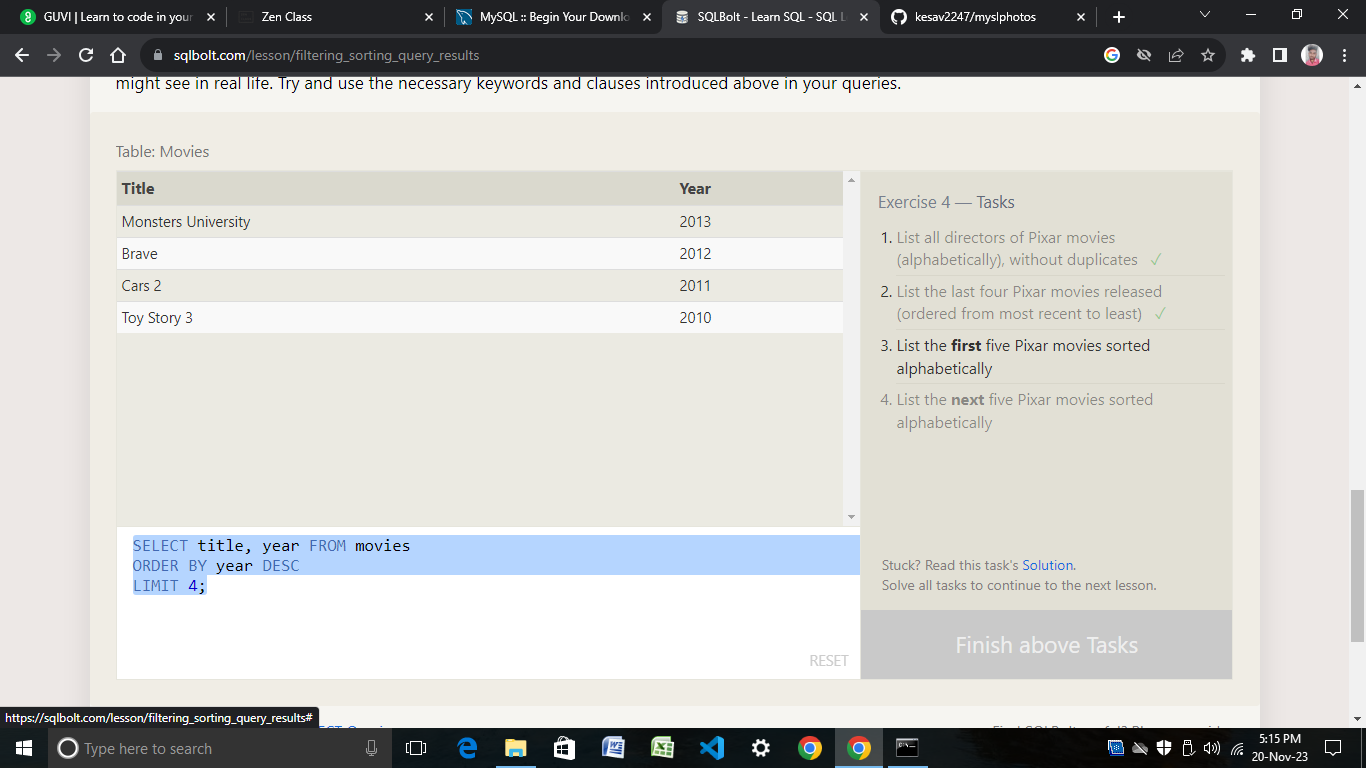 GUVI | Learn to code in your
Zen Class
MySQL :: Begin Your Downlo
SQLBolt - Learn SQL - SQL L
kesav2247/myslphotos
sqlbolt.com/lesson/filtering_sorting_query_results
might see in real life. Try and use the necessary keywords and clauses introduced above in your queries.
Table: Movies
Title Year
Monsters University 2013
Brave 2012
Cars 2 2011
Toy Story 3 2010
Exercise 4 — Tasks
1. List all directors of Pixar movies
(alphabetically), without duplicates ✓
2. List the last four Pixar movies released
(ordered from most recent to least) ✓
3. List the first five Pixar movies sorted
alphabetically
4. List the next five Pixar movies sorted
alphabetically
SELECT title, year FROM movies
ORDER BY year DESC
LIMIT 4;
RESET
Stuck? Read this task's Solution.
Solve all tasks to continue to the next lesson.
Finish above Tasks
https://sqlbolt.com/lesson/filtering_sorting_query_results#
Type here to search
5:15 PM
20-Nov-23